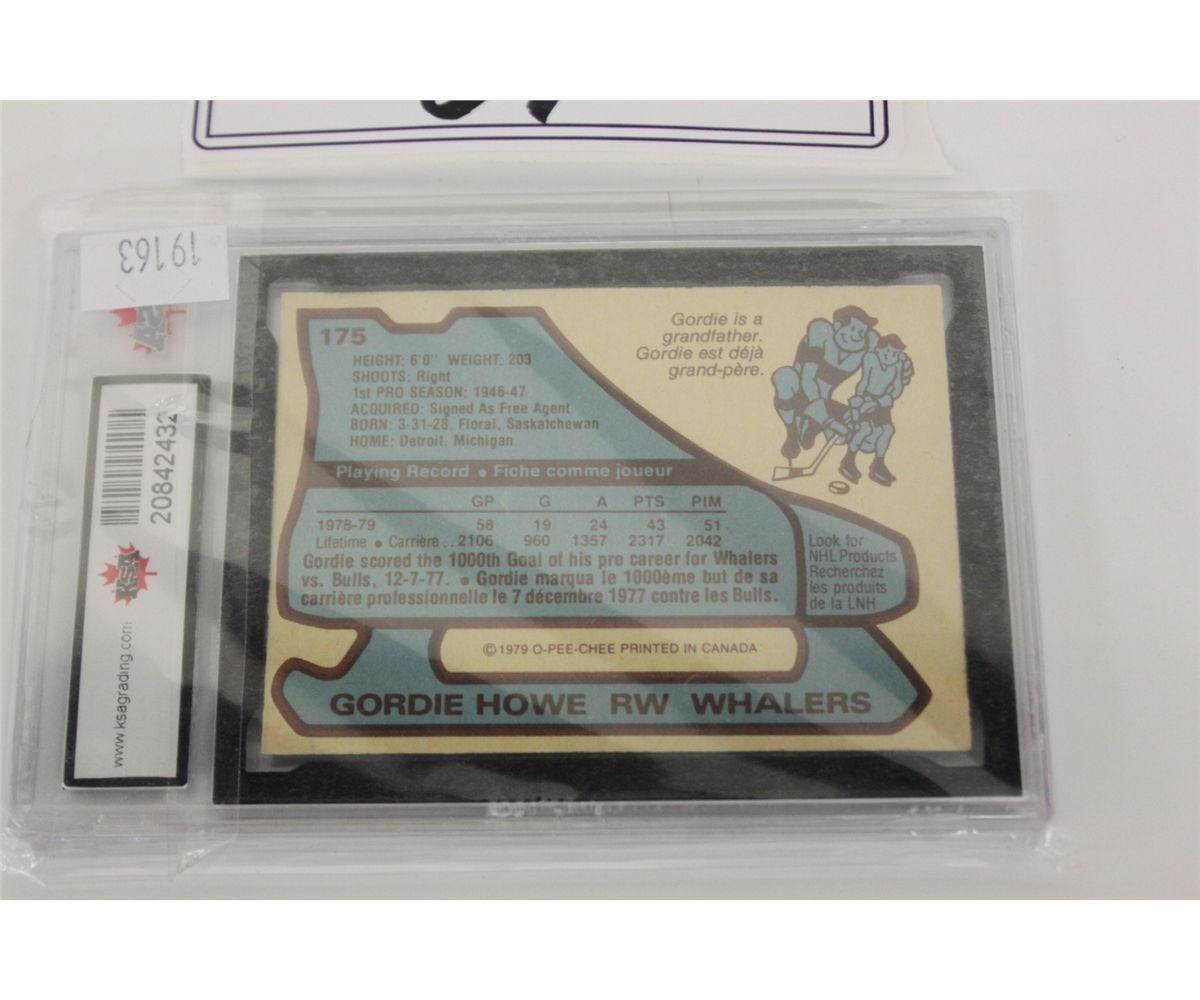 19163
KSA
KSA
20842432
www.ksagrading.com
175
HEIGHT: 6'0" WEIGHT: 203
SHOOTS: Right
1st PRO SEASON: 1946-47
ACQUIRED: Signed As Free Agent
BORN: 3-31-28, Floral, Saskatchewan
HOME: Detroit, Michigan
Gordie is a
grandfather.
Gordie est déjà
grand-père.
Playing Record • Fiche comme joueur
GP G A PTS PIM
1978-79 58 19 24 43 51
Lifetime • Carrière .. 2106 960 1357 2317 2042
Gordie scored the 1000th Goal of his pro career for Whalers
vs. Bulls, 12-7-77. • Gordie marqua le 1000ème but de sa
carrière professionnelle le 7 décembre 1977 contre les Bulls.
Look for
NHL Products
Recherchez
les produits
de la LNH
©1979 O-PEE-CHEE PRINTED IN CANADA
GORDIE HOWE RW WHALERS